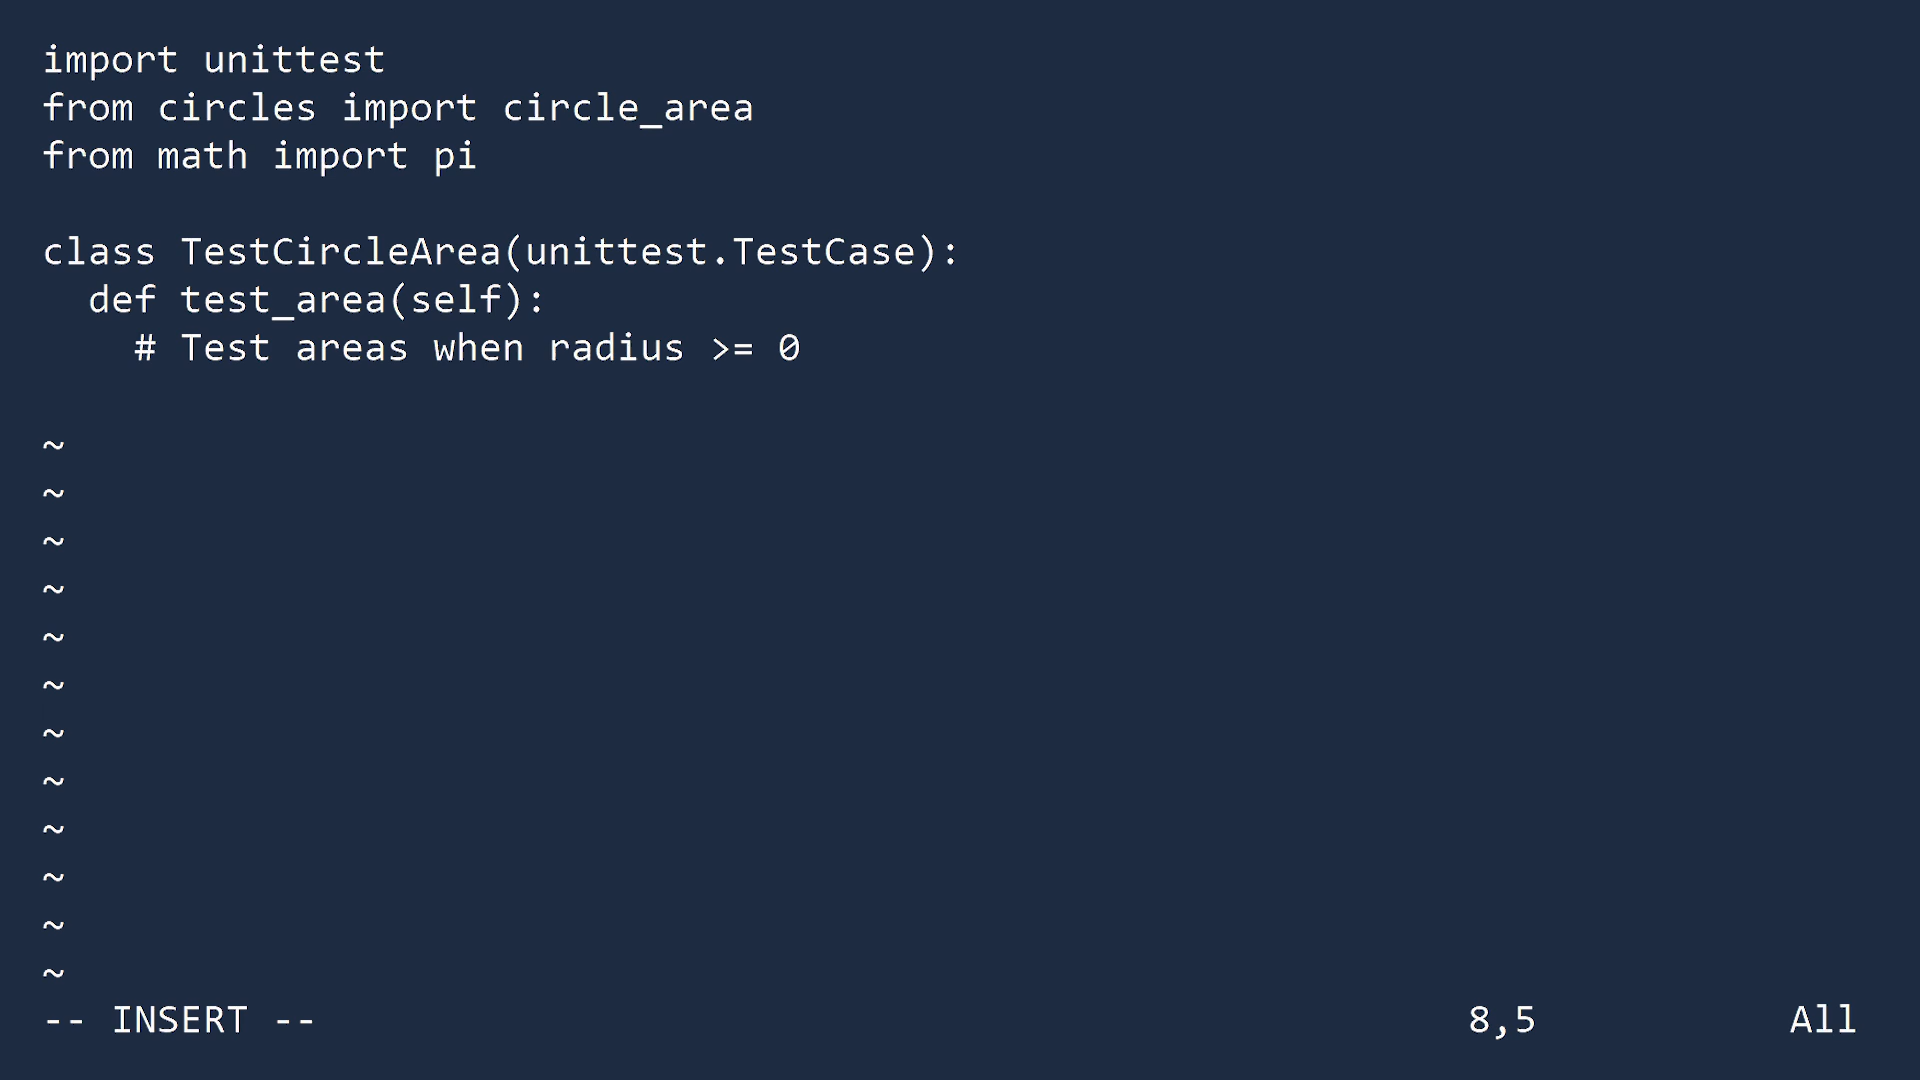 import unittest
from circles import circle_area
from math import pi
class TestCircleArea(unittest.TestCase):
  def test_area(self):
    # Test areas when radius >= 0
~
~
~
~
~
~
~
~
~
~
~
~
-- INSERT -- 8,5 All